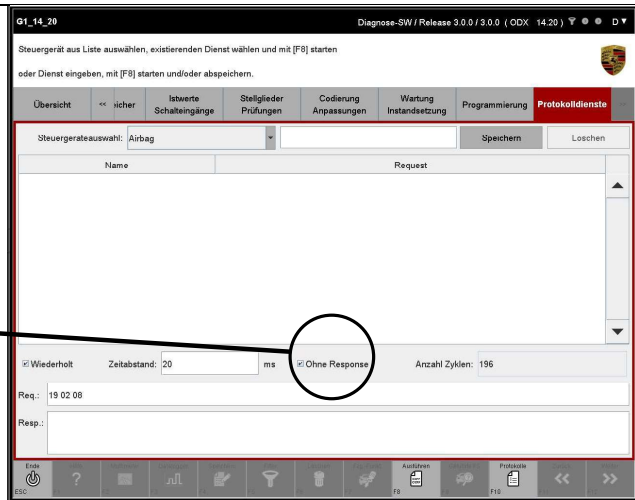 G1_14_20 Diagnose-SW / Release 3.0.0 / 3.0.0 ( ODX 14.20 ) D
Steuergerät aus Liste auswählen, existierenden Dienst wählen und mit [F8] starten
oder Dienst eingeben, mit [F8] starten und/oder abspeichern.
Übersicht << icher Istwerte Schalteingänge Stellglieder Prüfungen Codierung Anpassungen Wartung Instandsetzung Programmierung Protokolldienste
Steuergerateauswahl: Airbag Speichern Loschen
Name Request
Wiederholt Zeitabstand: 20 ms Ohne Response Anzahl Zyklen: 196
Req.: 19 02 08
Resp.:
Ende Ausführen Protokolle
ESC F8 F10